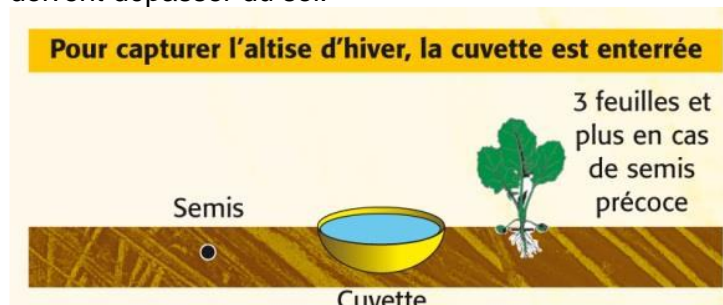 Pour capturer l'altise d'hiver, la cuvette est enterrée
3 feuilles et
plus en cas
de semis
précoce
Semis
Cuvette